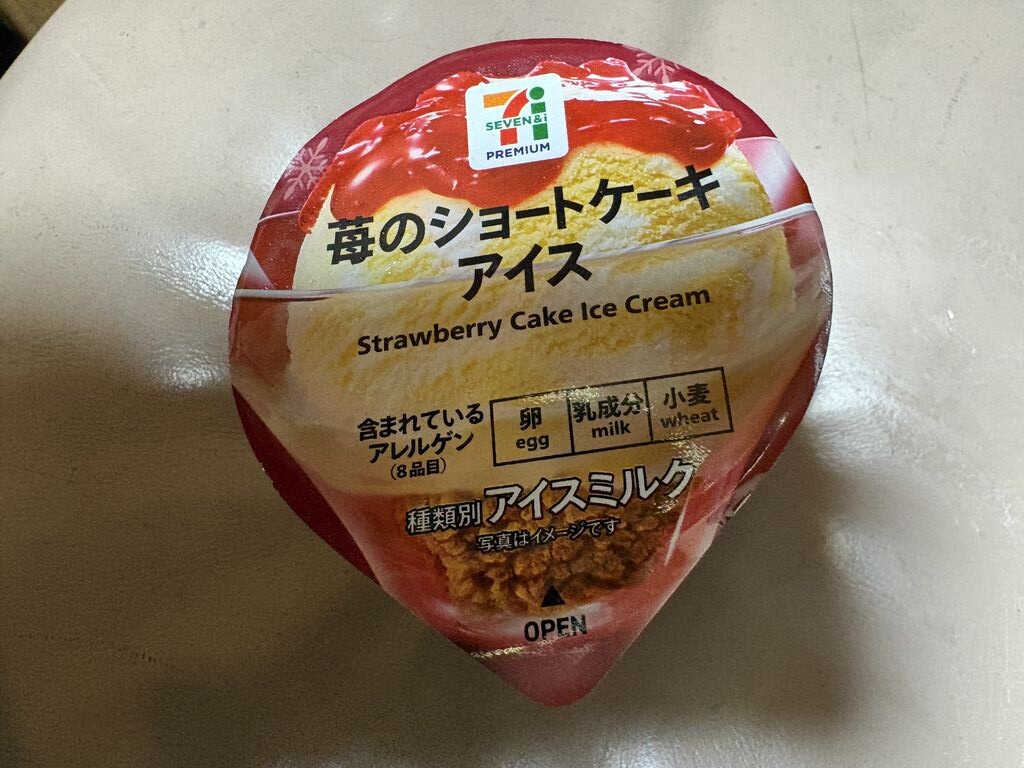 7i
SEVEN&i
PREMIUM
苺のショートケーキ
アイス
Strawberry Cake Ice Cream
含まれている
アレルゲン
(8品目)
卵
egg
乳成分
milk
小麦
wheat
種類別 アイスミルク
写真はイメージです
▲
OPEN